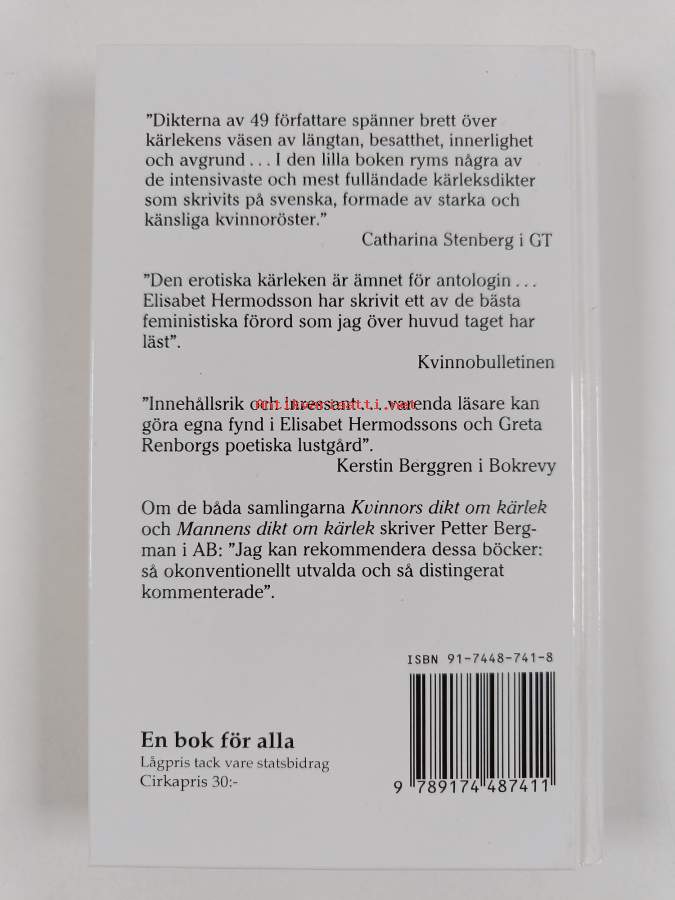 ”Dikterna av 49 författare spänner brett över
kärlekens väsen av längtan, besatthet, innerlighet
och avgrund . . . I den lilla boken ryms några av
de intensivaste och mest fulländade kärleksdikter
som skrivits på svenska, formade av starka och
känsliga kvinnoröster.”
Catharina Stenberg i GT
”Den erotiska kärleken är ämnet för antologin . . .
Elisabet Hermodsson har skrivit ett av de bästa
feministiska förord som jag över huvud taget har
läst”.
Kvinnobulletinen
”Innehållsrik och varenda läsare kan
göra egna fynd i Elisabet Hermodssons och Greta
Renborgs poetiska lustgård”.
Kerstin Berggren i Bokrevy
Om de båda samlingarna Kvinnors dikt om kärlek
och Mannens dikt om kärlek skriver Petter Berg-
man i AB: ”Jag kan rekommendera dessa böcker:
så okonventionellt utvalda och så distingerat
kommenterade”.
ISBN 91-7448-741-8
En bok för alla
Lågpris tack vare statsbidrag
Cirkapris 30:-
9 789174 487411